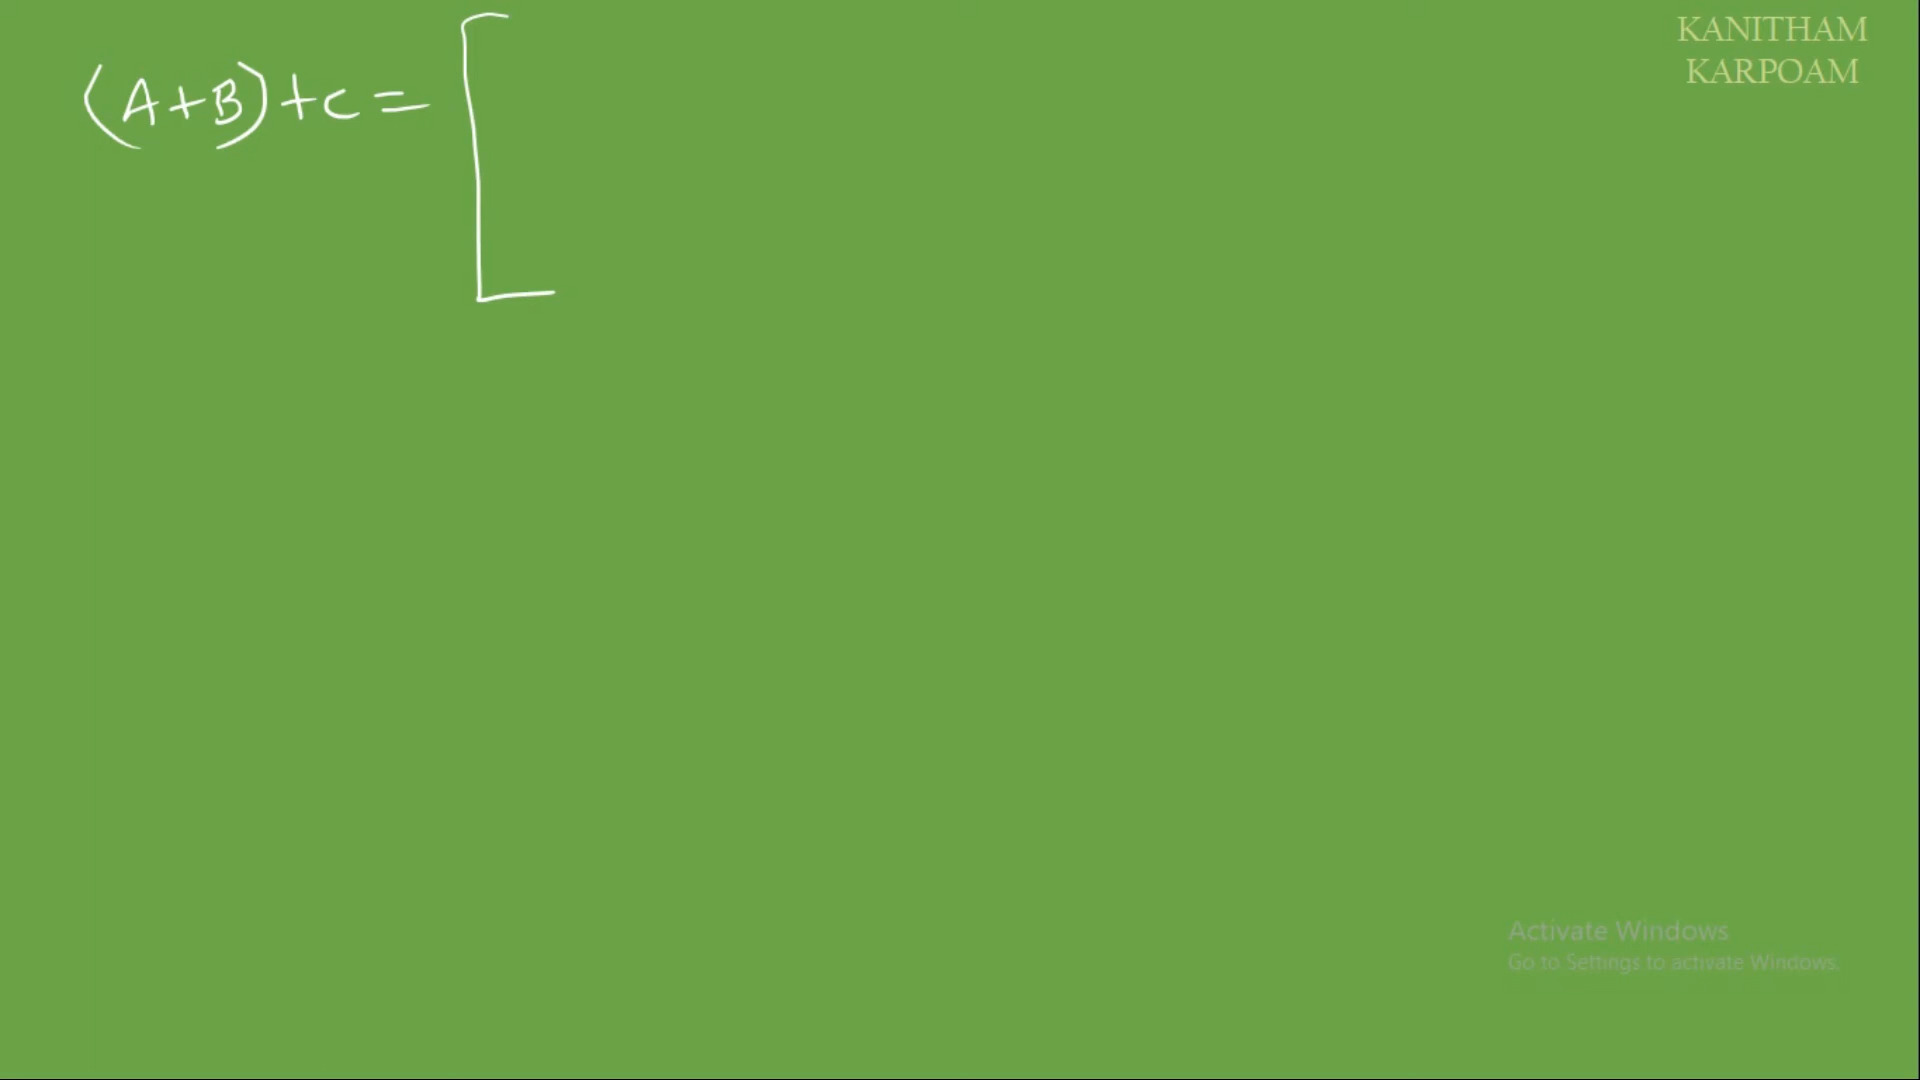 (A+B)+C = [
KANITHAM
KARPOAM
Activate Windows
Go to Settings to activate Windows.